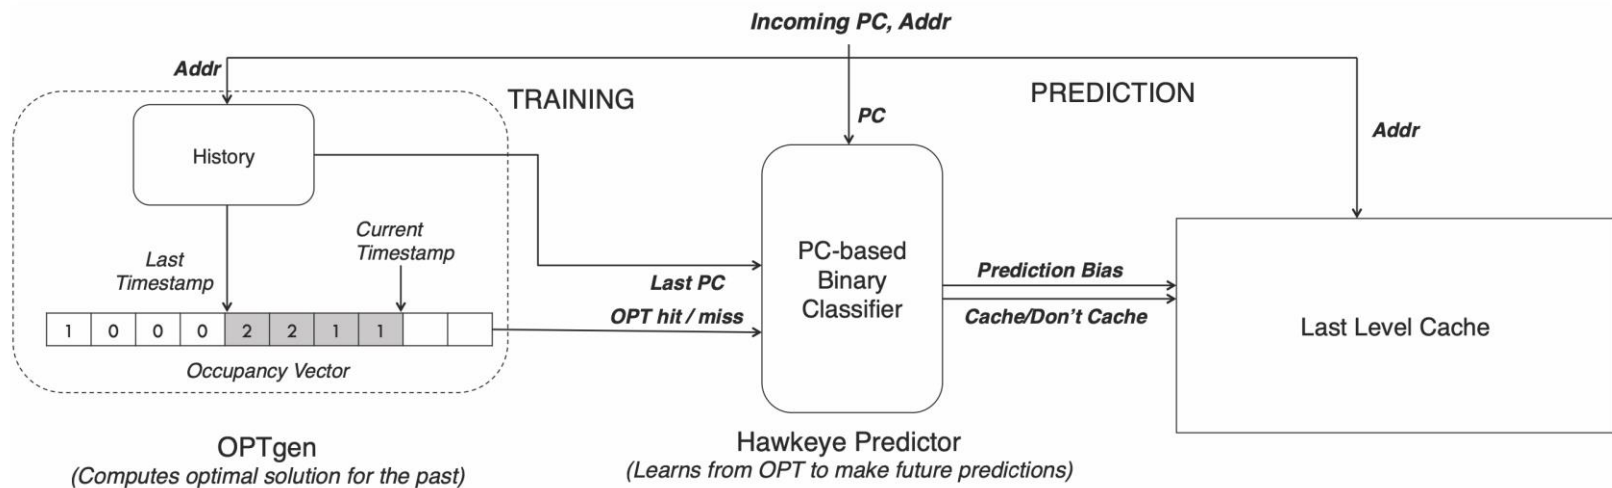 Incoming PC, Addr
Addr
TRAINING
PREDICTION
PC
Addr
History
Last
Timestamp
Current
Timestamp
Last PC
OPT hit / miss
PC-based
Binary
Classifier
Prediction Bias
Cache/Don't Cache
Last Level Cache
1 0 0 0 2 2 1 1
Occupancy Vector
OPTgen
(Computes optimal solution for the past)
Hawkeye Predictor
(Learns from OPT to make future predictions)